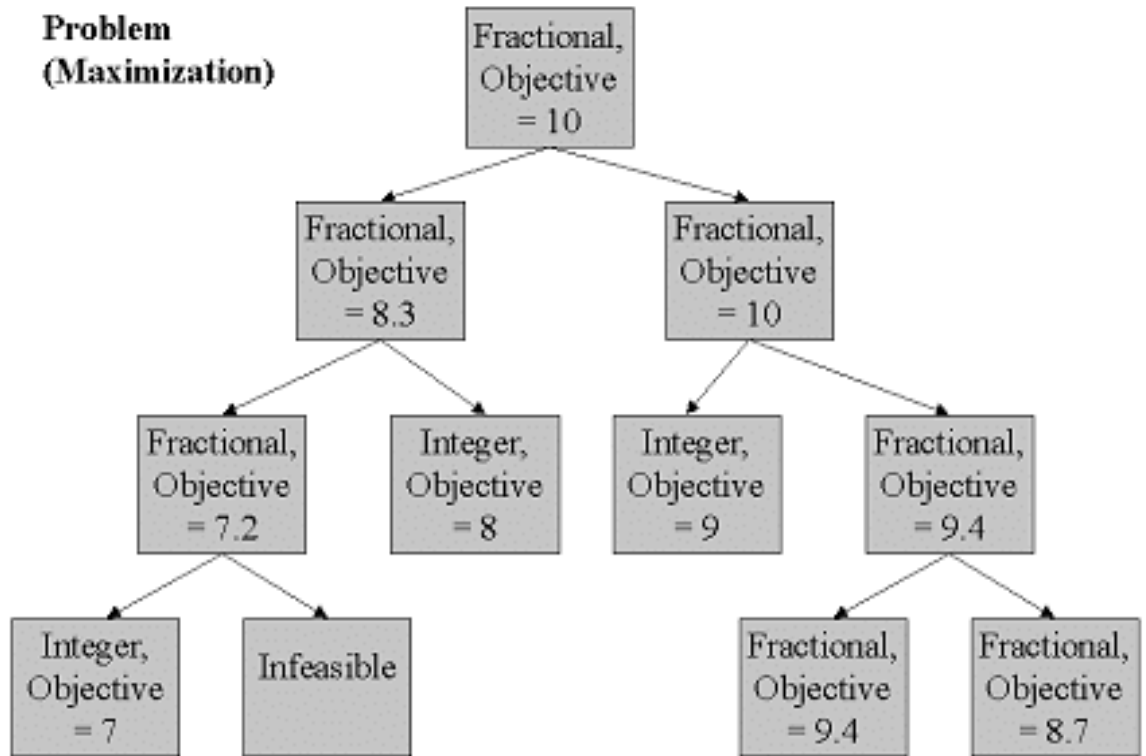 Problem
(Maximization)
Fractional,
Objective
= 10
Fractional,
Objective
= 8.3
Fractional,
Objective
= 10
Fractional,
Objective
= 7.2
Integer,
Objective
= 8
Integer,
Objective
= 9
Fractional,
Objective
= 9.4
Integer,
Objective
= 7
Infeasible
Fractional,
Objective
= 9.4
Fractional,
Objective
= 8.7